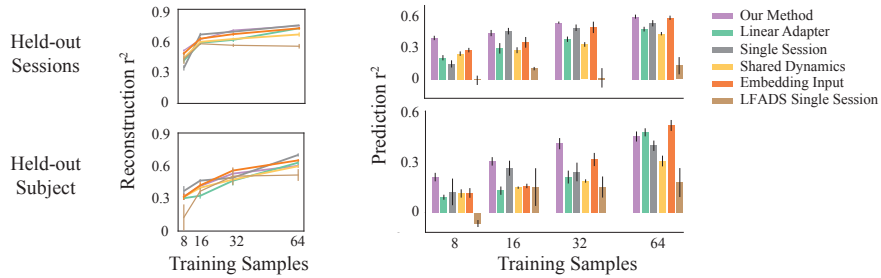 Held-out
Sessions
Held-out
Subject
Reconstruction r²
0.9
0.6
0.3
0
0.9
0.6
0.3
0
8 16 32 64
Training Samples
Prediction r²
0.6
0.3
0
0.6
0.3
0
8 16 32 64
Training Samples
Our Method
Linear Adapter
Single Session
Shared Dynamics
Embedding Input
LFADS Single Session